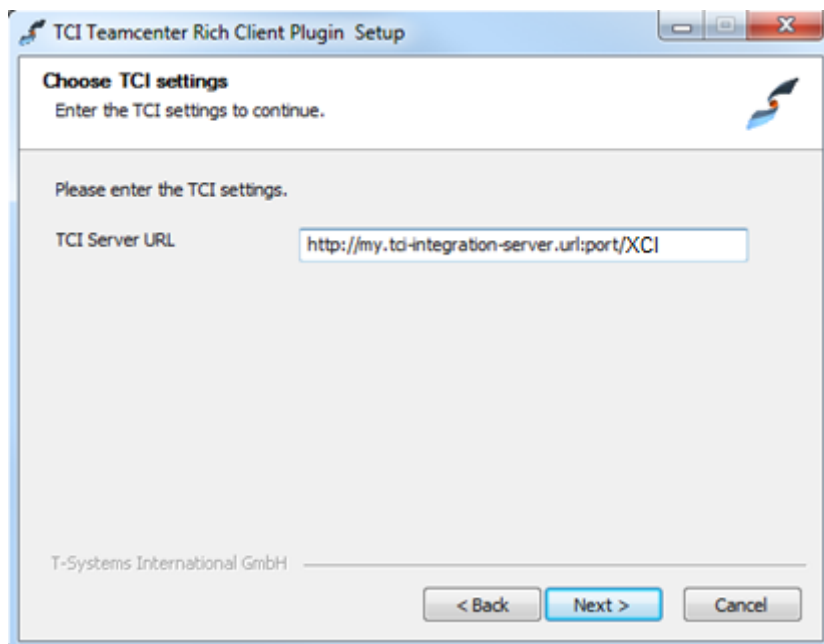 TCI Teamcenter Rich Client Plugin Setup
Choose TCI settings
Enter the TCI settings to continue.
Please enter the TCI settings.
TCI Server URL http://my.tci-integration-server.url:port/XCI
T-Systems International GmbH
< Back Next > Cancel